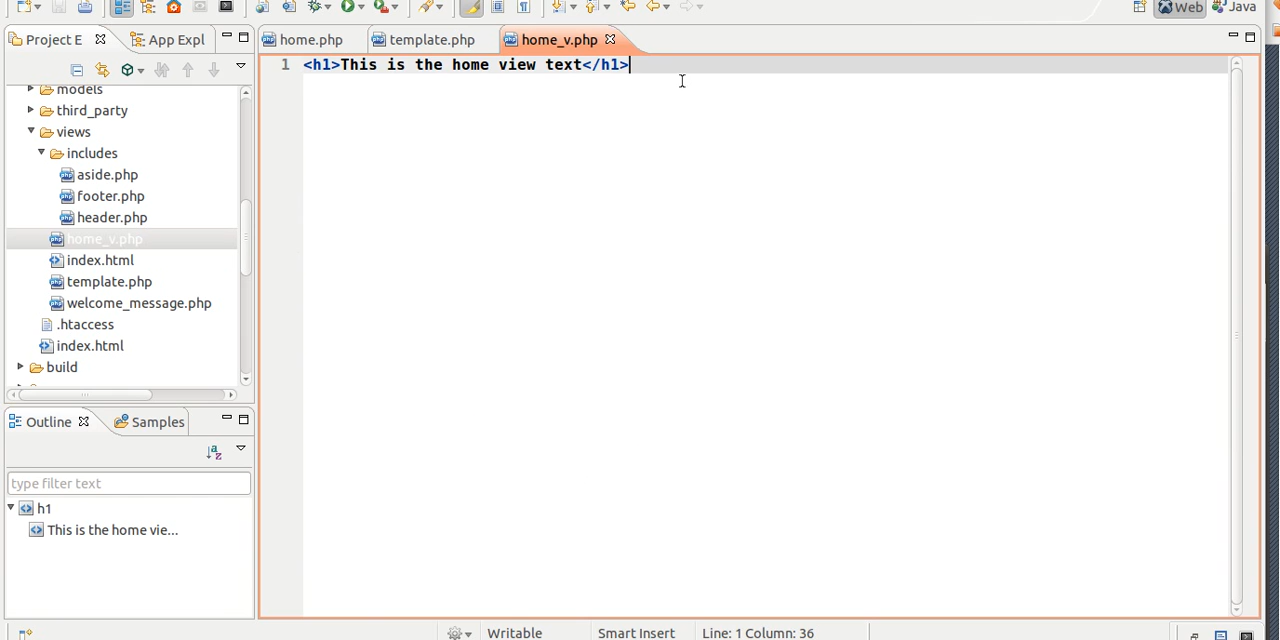 Web
Java
Project E
App Expl
home.php
template.php
home_v.php
1
<h1>This is the home view text</h1>
models
third_party
views
includes
aside.php
footer.php
header.php
home_v.php
index.html
template.php
welcome_message.php
.htaccess
index.html
build
Outline
Samples
type filter text
h1
This is the home vie...
Writable
Smart Insert
Line: 1 Column: 36